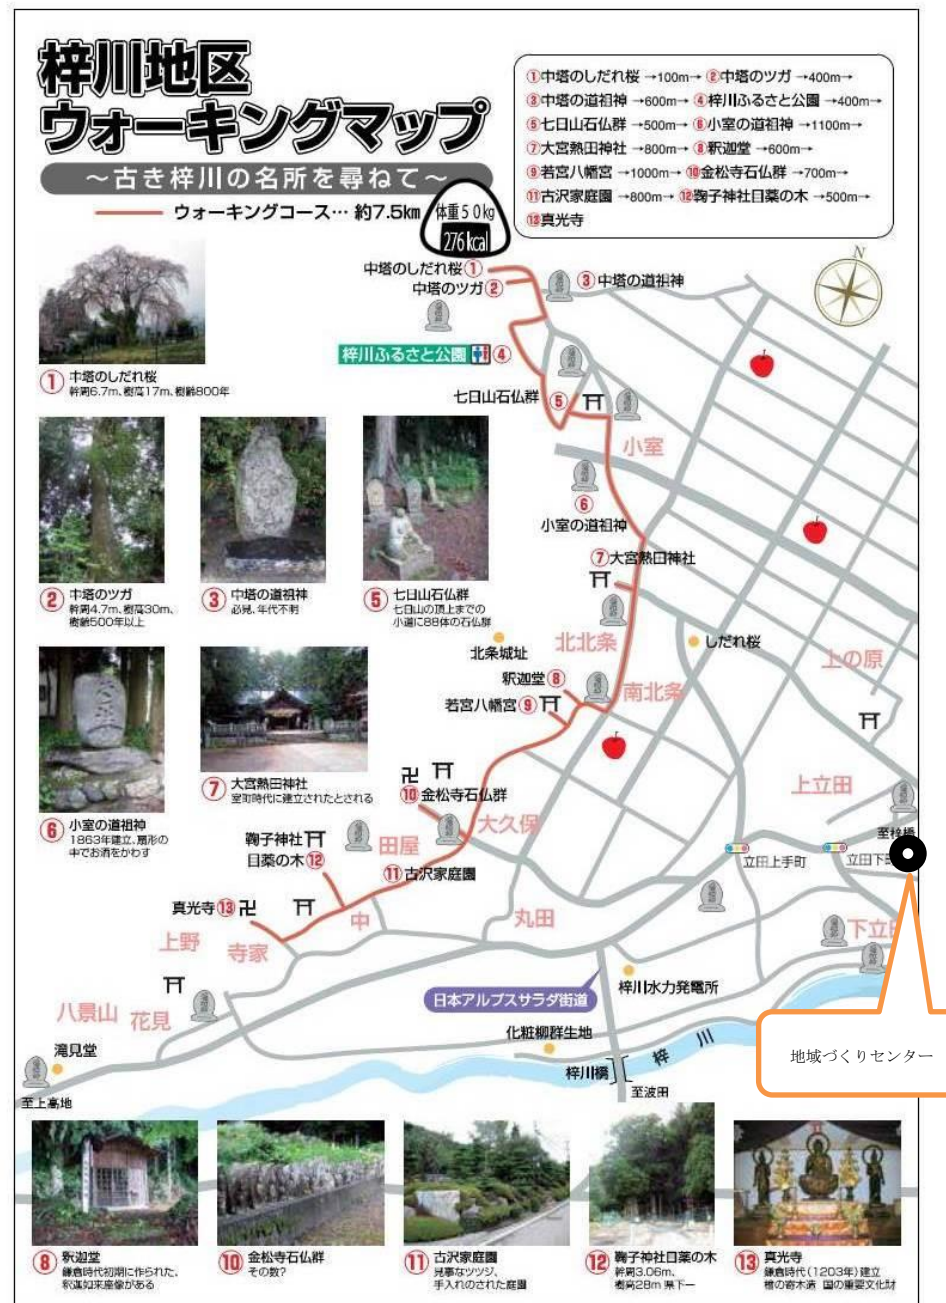 梓川地区
ウォーキングマップ
～古き梓川の名所を尋ねて～
ウォーキングコース… 約7.5km
体重50kg
276kcal
①中塔のしだれ桜 →100m→ ②中塔のツガ →400m→
③中塔の道祖神 →600m→ ④梓川ふるさと公園 →400m→
⑤七日山石仏群 →500m→ ⑥小室の道祖神 →1100m→
⑦大宮熱田神社 →800m→ ⑧釈迦堂 →600m→
⑨若宮八幡宮 →1000m→ ⑩金松寺石仏群 →700m→
⑪古沢家庭園 →800m→ ⑫鞠子神社目薬の木 →500m→
⑬真光寺
N
中塔のしだれ桜①
中塔のツガ②
③中塔の道祖神
梓川ふるさと公園 ④
七日山石仏群 ⑤
小室
⑥
小室の道祖神
⑦大宮熱田神社
北北条
北条城址
しだれ桜
上の原
釈迦堂⑧
南北条
若宮八幡宮⑨
上立田
卍
⑩金松寺石仏群
大久保
鞠子神社
田屋
目薬の木⑫
⑪古沢家庭園
至梓橋
立田上手町
立田下
真光寺⑬卍
中
丸田
下立田
上野
寺家
日本アルプスサラダ街道
梓川水力発電所
八景山
花見
化粧柳群生地
梓川
地域づくりセンター
滝見堂
梓川橋
至波田
至上高地
① 中塔のしだれ桜
幹周6.7m、樹高17m、樹齢800年
② 中塔のツガ
幹周4.7m、樹高30m、
樹齢500年以上
③ 中塔の道祖神
必見、年代不明
⑤ 七日山石仏群
七日山の頂上までの
小道に88体の石仏群
⑥ 小室の道祖神
1863年建立、扇形の
中でお酒をかわす
⑦ 大宮熱田神社
室町時代に建立されたとされる
⑧ 釈迦堂
鎌倉時代初期に作られた、
釈迦如来座像がある
⑩ 金松寺石仏群
その数?
⑪ 古沢家庭園
見事なツツジ、
手入れのされた庭園
⑫ 鞠子神社目薬の木
幹周3.06m、
樹高28m 県下一
⑬ 真光寺
鎌倉時代(1203年)建立
檜の寄木造 国の重要文化財